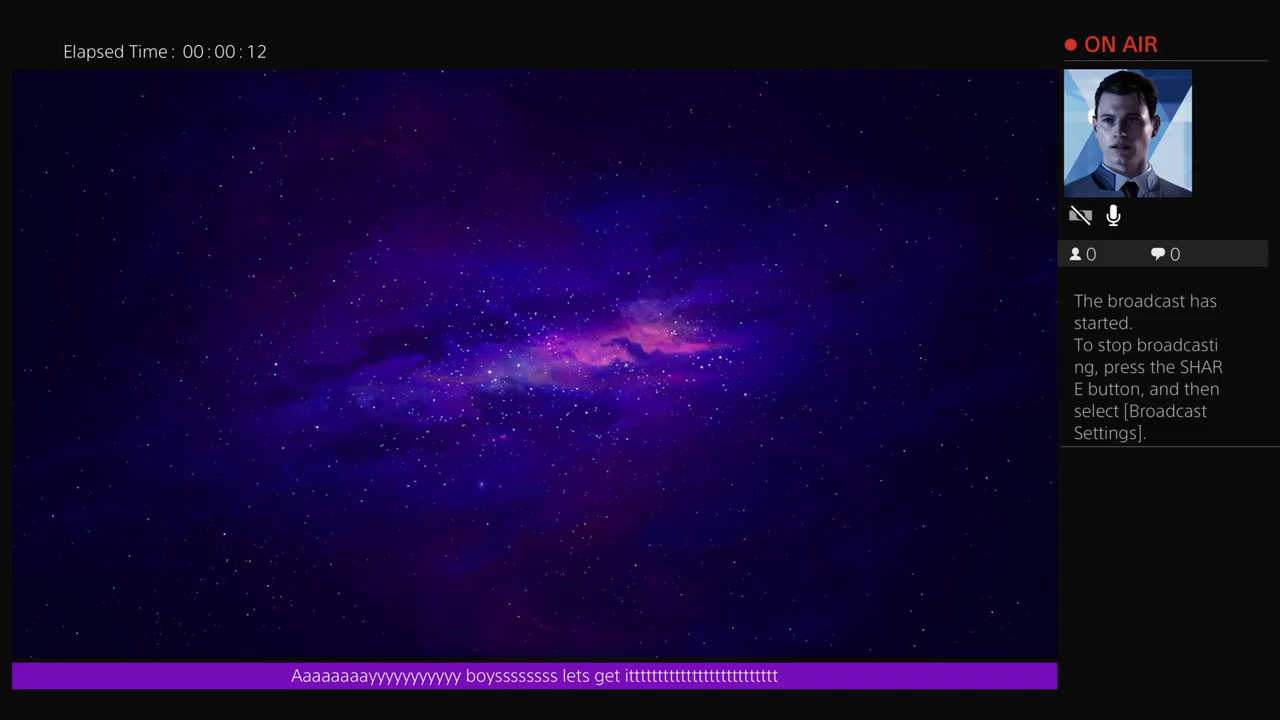 Elapsed Time: 00:00:12
ON AIR
0 0
The broadcast has
started.
To stop broadcasti
ng, press the SHAR
E button, and then
select [Broadcast
Settings].
Aaaaaaaayyyyyyyyyyy boyssssssss lets get itttttttttttttttttttttttttt